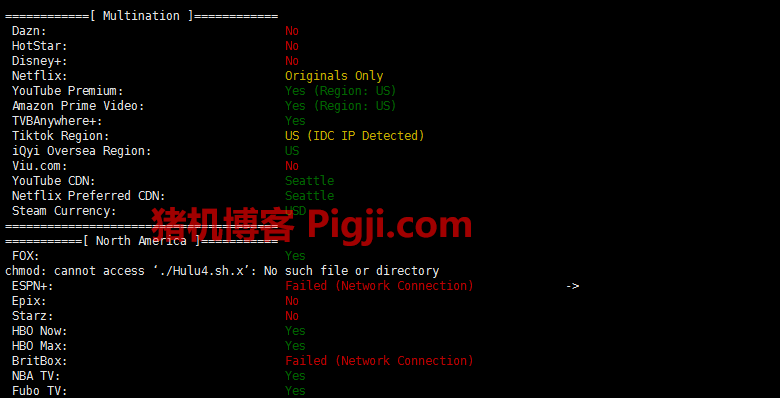 ============[ Multination ]============
Dazn: No
HotStar: No
Disney+: No
Netflix: Originals Only
YouTube Premium: Yes (Region: US)
Amazon Prime Video: Yes (Region: US)
TVBAnywhere+: Yes
Tiktok Region: US (IDC IP Detected)
iQyi Oversea Region: US
Viu.com: No
YouTube CDN: Seattle
Netflix Preferred CDN: Seattle
Steam Currency: USD
猪机博客 Pigji.com
=======================================
===========[ North America ]===========
FOX: Yes
chmod: cannot access ‘./Hulu4.sh.x’: No such file or directory
ESPN+: Failed (Network Connection) ->
Epix: No
Starz: No
HBO Now: Yes
HBO Max: Yes
BritBox: Failed (Network Connection)
NBA TV: Yes
Fubo TV: Yes